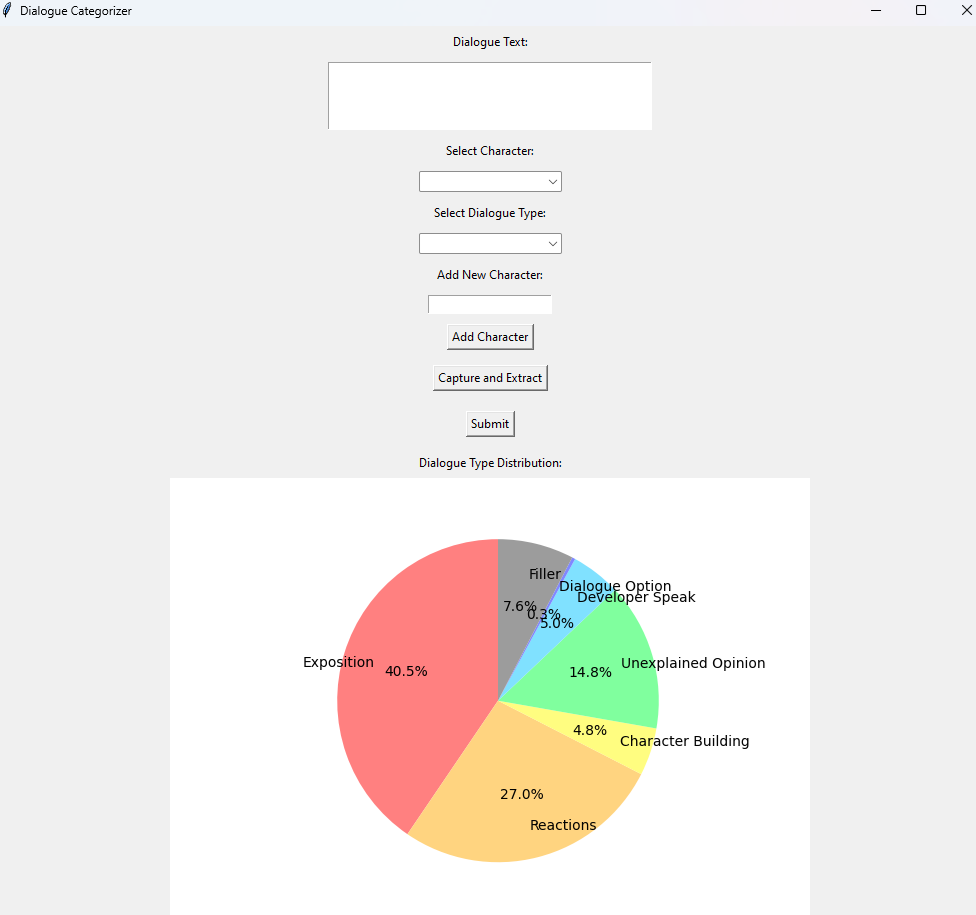 Dialogue Categorizer
Dialogue Text:
Select Character:
Select Dialogue Type:
Add New Character:
Add Character
Capture and Extract
Submit
Dialogue Type Distribution:
Filler
Dialogue Option
Developer Speak
7.6%
0.3%
5.0%
Exposition
40.5%
14.8%
Unexplained Opinion
4.8%
Character Building
27.0%
Reactions